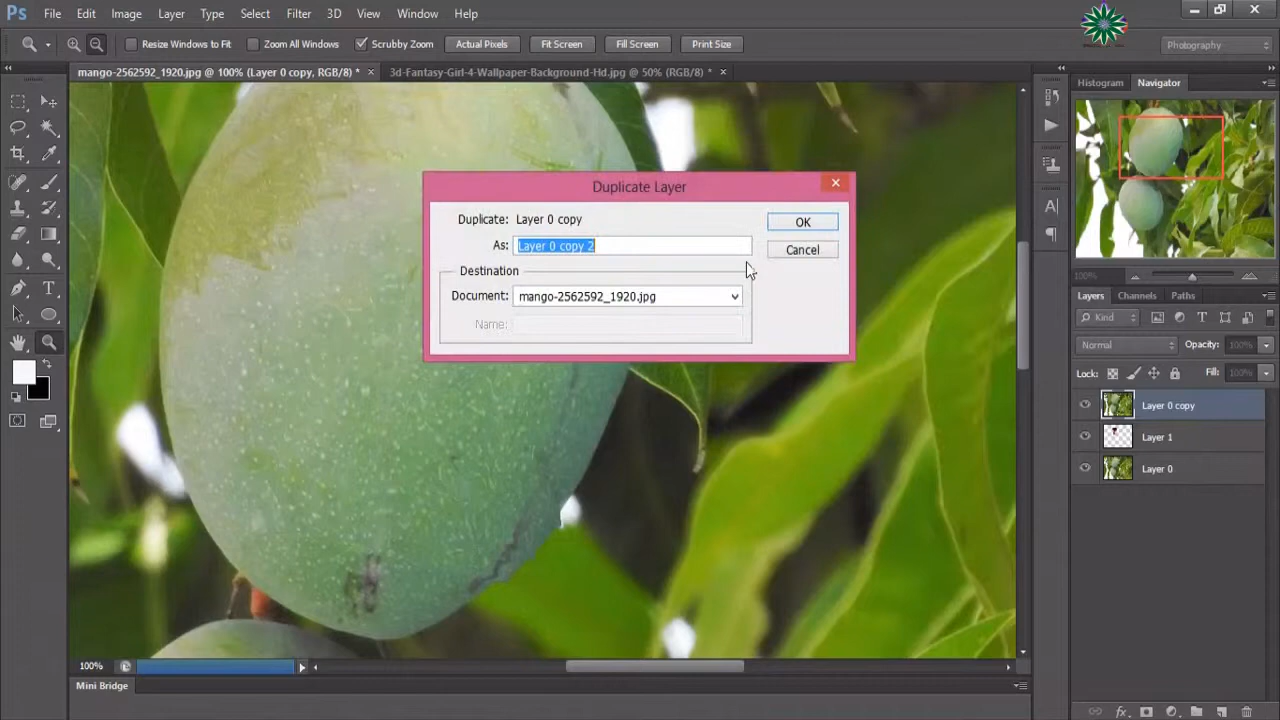 Ps File Edit Image Layer Type Select Filter 3D View Window Help
Resize Windows to Fit Zoom All Windows Scrubby Zoom Actual Pixels Fit Screen Fill Screen Print Size Photography
mango-2562592_1920.jpg @ 100% (Layer 0 copy, RGB/8) * 3d-Fantasy-Girl-4-Wallpaper-Background-Hd.jpg @ 50% (RGB/8) * Histogram Navigator
Duplicate Layer
Duplicate: Layer 0 copy OK
As: Layer 0 copy 2 Cancel
Destination
Document: mango-2562592_1920.jpg
Name:
100%
Layers Channels Paths
Kind
Normal Opacity: 100%
Lock: Fill: 100%
Layer 0 copy
Layer 1
Layer 0
100%
Mini Bridge